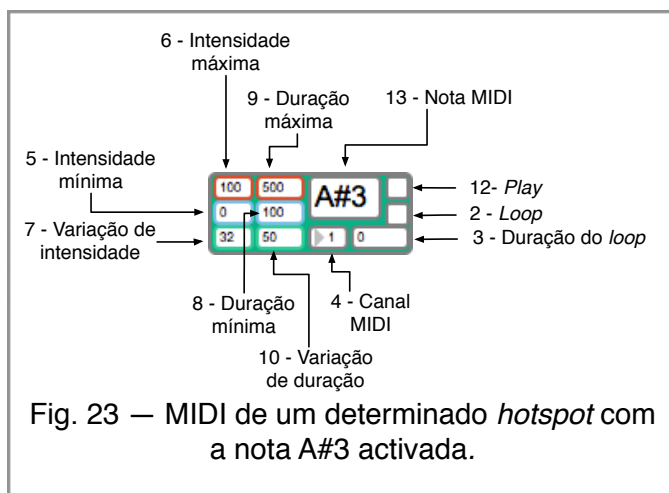 6 - Intensidade
máxima
9 - Duração
máxima
13 - Nota MIDI
5 - Intensidade
mínima
7 - Variação de
intensidade
100 500
A#3
0 100
32 50 1 0
12- Play
2 - Loop
3 - Duração do loop
8 - Duração
mínima
4 - Canal
MIDI
10 - Variação
de duração
Fig. 23 — MIDI de um determinado hotspot com
a nota A#3 activada.